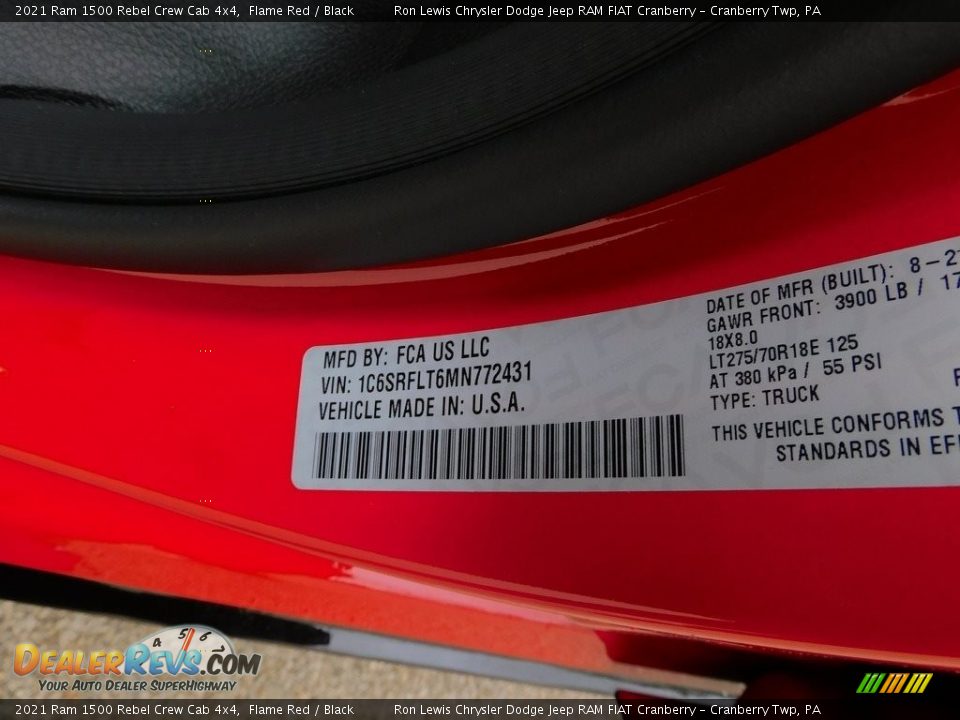 2021 Ram 1500 Rebel Crew Cab 4x4, Flame Red / Black Ron Lewis Chrysler Dodge Jeep RAM FIAT Cranberry - Cranberry Twp, PA
MFD BY: FCA US LLC
VIN: 1C6SRFLT6MN772431
VEHICLE MADE IN: U.S.A.
DATE OF MFR (BUILT): 8-2
GAWR FRONT: 3900 LB / 17
18X8.0
LT275/70R18E 125
AT 380 kPa / 55 PSI
TYPE: TRUCK
THIS VEHICLE CONFORMS T
STANDARDS IN EF
4 5 6
DealerRevs.com
Your Auto Dealer SuperHighway
2021 Ram 1500 Rebel Crew Cab 4x4, Flame Red / Black Ron Lewis Chrysler Dodge Jeep RAM FIAT Cranberry - Cranberry Twp, PA